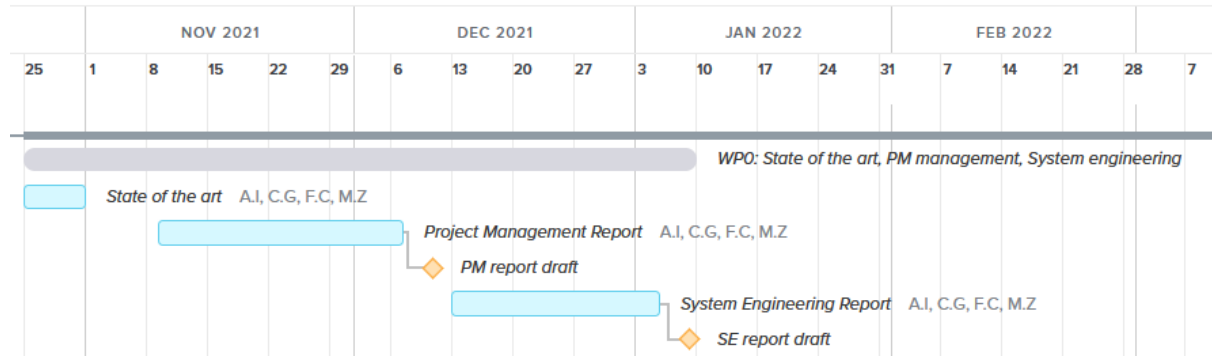 NOV 2021 DEC 2021 JAN 2022 FEB 2022
25 1 8 15 22 29 6 13 20 27 3 10 17 24 31 7 14 21 28 7
WP0: State of the art, PM management, System engineering
State of the art A.I, C.G, F.C, M.Z
Project Management Report A.I, C.G, F.C, M.Z
PM report draft
System Engineering Report A.I, C.G, F.C, M.Z
SE report draft